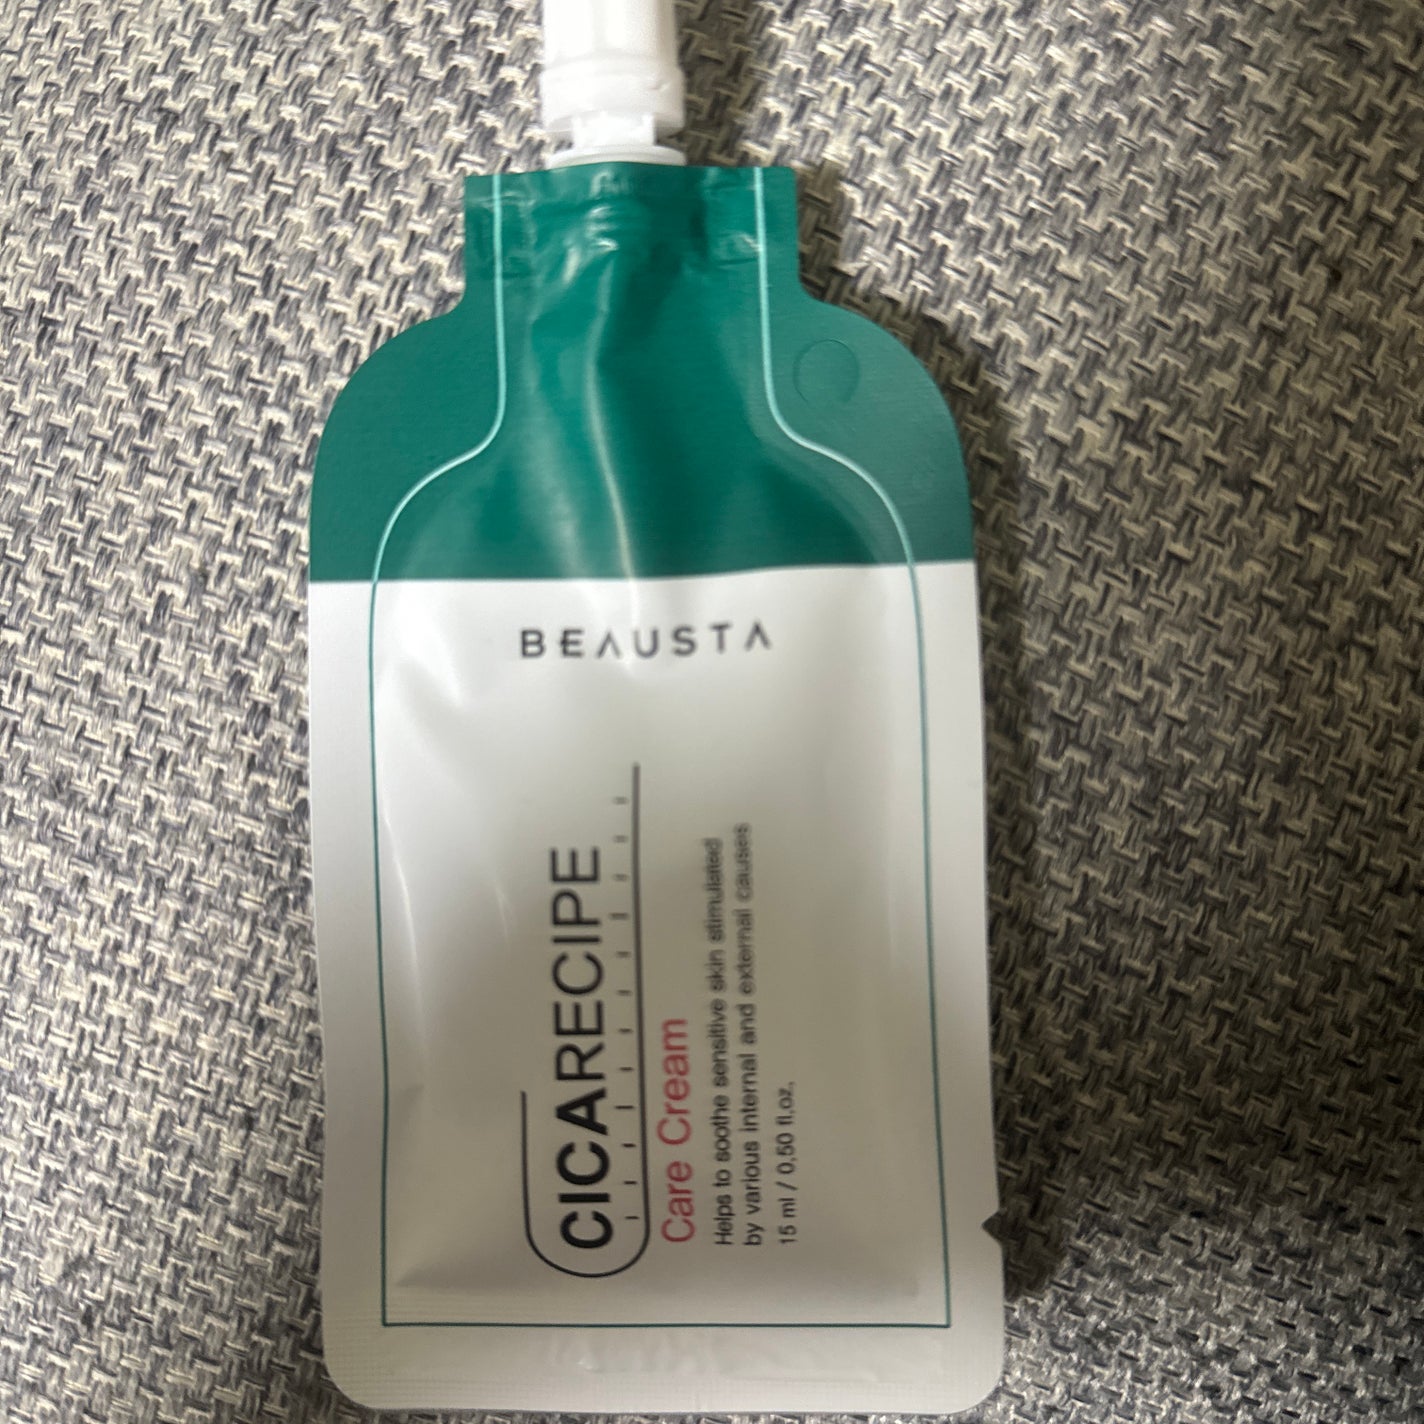 BEAUSTA
CICARECIPE
Care Cream
Helps to soothe sensitive skin stimulated
by various internal and external causes
15 ml / 0.50 fl.oz.